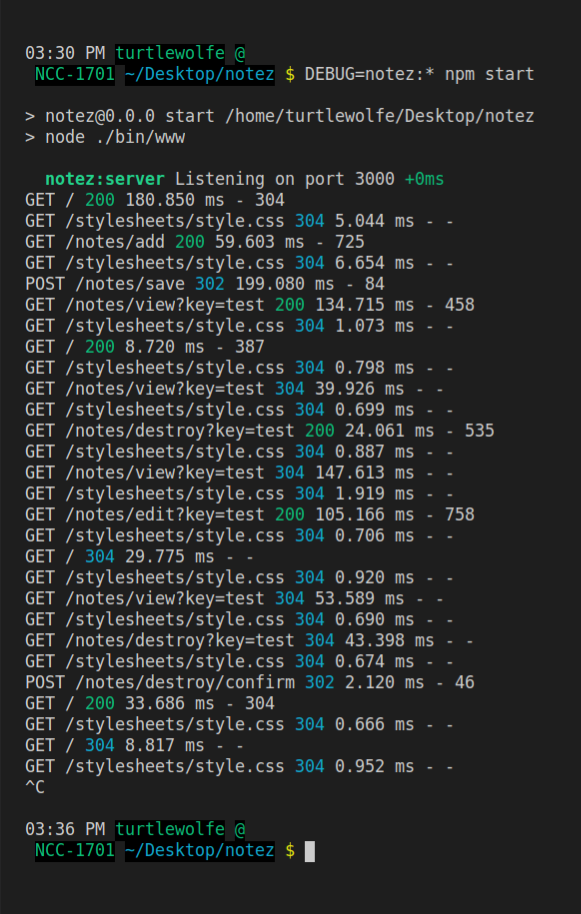 03:30 PM turtlewolfe @
NCC-1701 ~/Desktop/notez $ DEBUG=notez:* npm start
> notez@0.0.0 start /home/turtlewolfe/Desktop/notez
> node ./bin/www
notez:server Listening on port 3000 +0ms
GET / 200 180.850 ms - 304
GET /stylesheets/style.css 304 5.044 ms - -
GET /notes/add 200 59.603 ms - 725
GET /stylesheets/style.css 304 6.654 ms - -
POST /notes/save 302 199.080 ms - 84
GET /notes/view?key=test 200 134.715 ms - 458
GET /stylesheets/style.css 304 1.073 ms - -
GET / 200 8.720 ms - 387
GET /stylesheets/style.css 304 0.798 ms - -
GET /notes/view?key=test 304 39.926 ms - -
GET /stylesheets/style.css 304 0.699 ms - -
GET /notes/destroy?key=test 200 24.061 ms - 535
GET /stylesheets/style.css 304 0.887 ms - -
GET /notes/view?key=test 304 147.613 ms - -
GET /stylesheets/style.css 304 1.919 ms - -
GET /notes/edit?key=test 200 105.166 ms - 758
GET /stylesheets/style.css 304 0.706 ms - -
GET / 304 29.775 ms - -
GET /stylesheets/style.css 304 0.920 ms - -
GET /notes/view?key=test 304 53.589 ms - -
GET /stylesheets/style.css 304 0.690 ms - -
GET /notes/destroy?key=test 304 43.398 ms - -
GET /stylesheets/style.css 304 0.674 ms - -
POST /notes/destroy/confirm 302 2.120 ms - 46
GET / 200 33.686 ms - 304
GET /stylesheets/style.css 304 0.666 ms - -
GET / 304 8.817 ms - -
GET /stylesheets/style.css 304 0.952 ms - -
^C
03:36 PM turtlewolfe @
NCC-1701 ~/Desktop/notez $